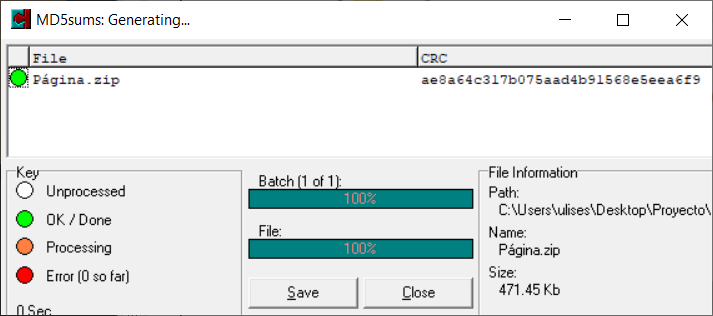 MD5sums: Generating...
File CRC
Página.zip ae8a64c317b075aad4b91568e5eea6f9
Key
Unprocessed
OK / Done
Processing
Error (0 so far)
0 Sec
Batch (1 of 1):
100%
File:
100%
Save Close
File Information
Path:
C:\Users\ulises\Desktop\Proyecto\
Name:
Página.zip
Size:
471.45 Kb